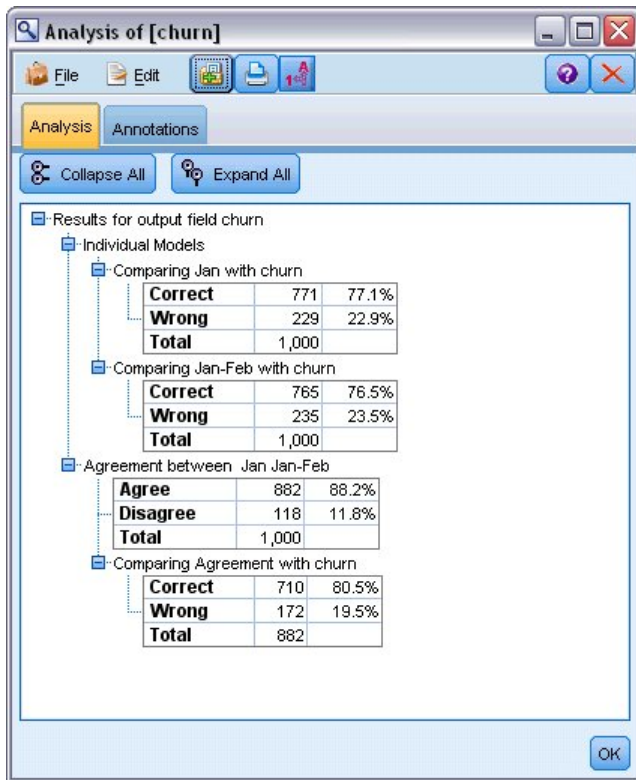 Analysis of [churn]
File Edit
Analysis Annotations
Collapse All Expand All
Results for output field churn
Individual Models
Comparing Jan with churn
Correct 771 77.1%
Wrong 229 22.9%
Total 1,000
Comparing Jan-Feb with churn
Correct 765 76.5%
Wrong 235 23.5%
Total 1,000
Agreement between Jan Jan-Feb
Agree 882 88.2%
Disagree 118 11.8%
Total 1,000
Comparing Agreement with churn
Correct 710 80.5%
Wrong 172 19.5%
Total 882
OK